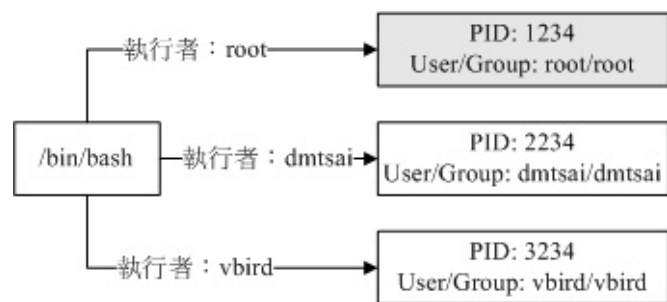 執行者：root
PID: 1234
User/Group: root/root
/bin/bash
執行者：dmtsai
PID: 2234
User/Group: dmtsai/dmtsai
執行者：vbird
PID: 3234
User/Group: vbird/vbird